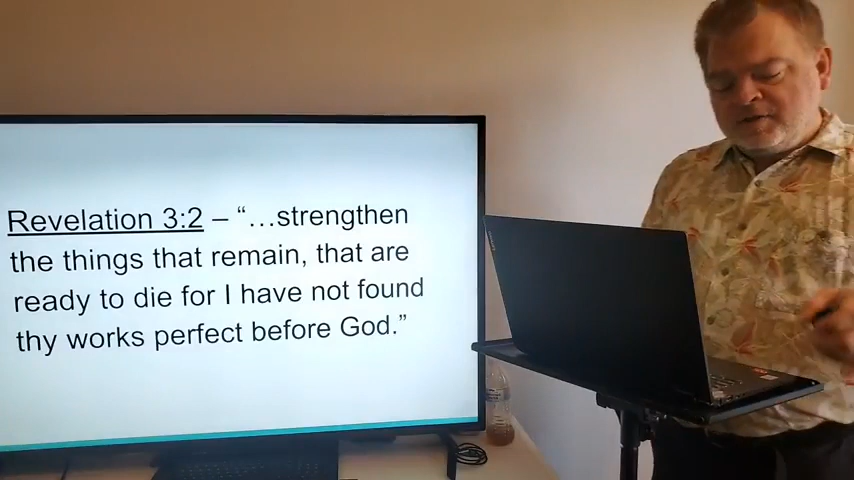 Revelation 3:2 – “…strengthen
the things that remain, that are
ready to die for I have not found
thy works perfect before God.”